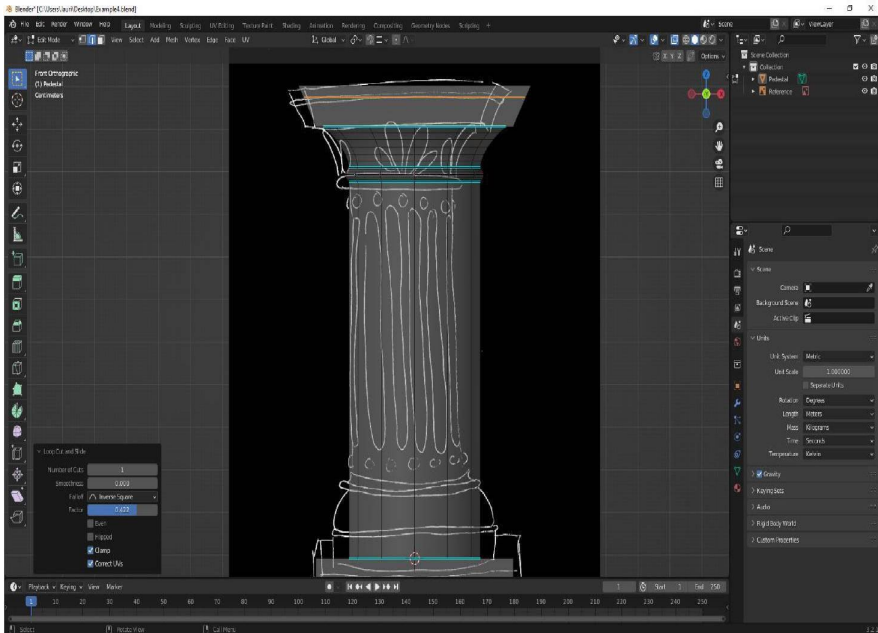 Blender* [C:\Users\lauri\Desktop\Example4.blend]
File Edit Render Window Help Layout Modeling Sculpting UV Editing Texture Paint Shading Animation Rendering Compositing Geometry Nodes Scripting + Scene ViewLayer
Edit Mode View Select Add Mesh Vertex Edge Face UV Global
X Y Z Options
Front Orthographic
(1) Pedestal
Centimeters
Scene Collection
Collection
Pedestal
Reference
Scene
Scene
Camera
Background Scene
Active Clip
Units
Unit System Metric
Unit Scale 1.000000
Separate Units
Rotation Degrees
Length Meters
Mass Kilograms
Time Seconds
Temperature Kelvin
Gravity
Keying Sets
Audio
Rigid Body World
Custom Properties
Loop Cut and Slide
Number of Cuts 1
Smoothness 0.000
Falloff Inverse Square
Factor 0.422
Even
Flipped
Clamp
Correct UVs
Playback Keying View Marker 1 Start 1 End 250
1 10 20 30 40 50 60 70 80 90 100 110 120 130 140 150 160 170 180 190 200 210 220 230 240 250
Select Rotate View Call Menu